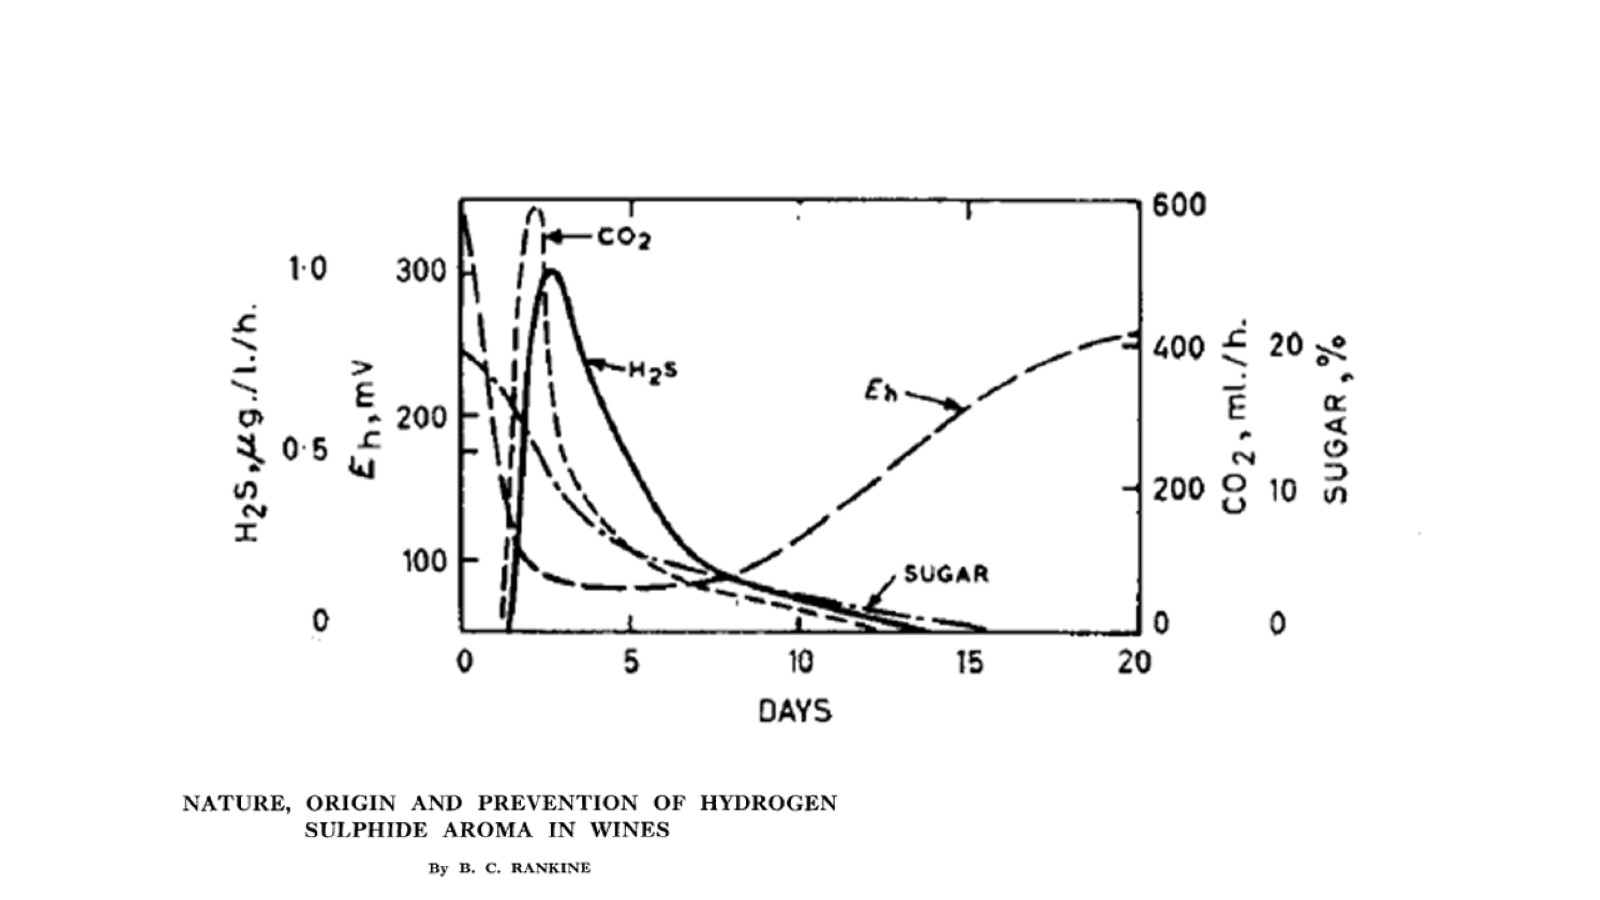 600
CO2
1·0
300
H2S
400
20
Eh
200
0·5
200
10
100
SUGAR
0
0
0
H2S,µg./l./h.
Eh,mV
CO2, ml./h.
SUGAR,%
0
5
10
15
20
DAYS
NATURE, ORIGIN AND PREVENTION OF HYDROGEN
SULPHIDE AROMA IN WINES
By B. C. RANKINE